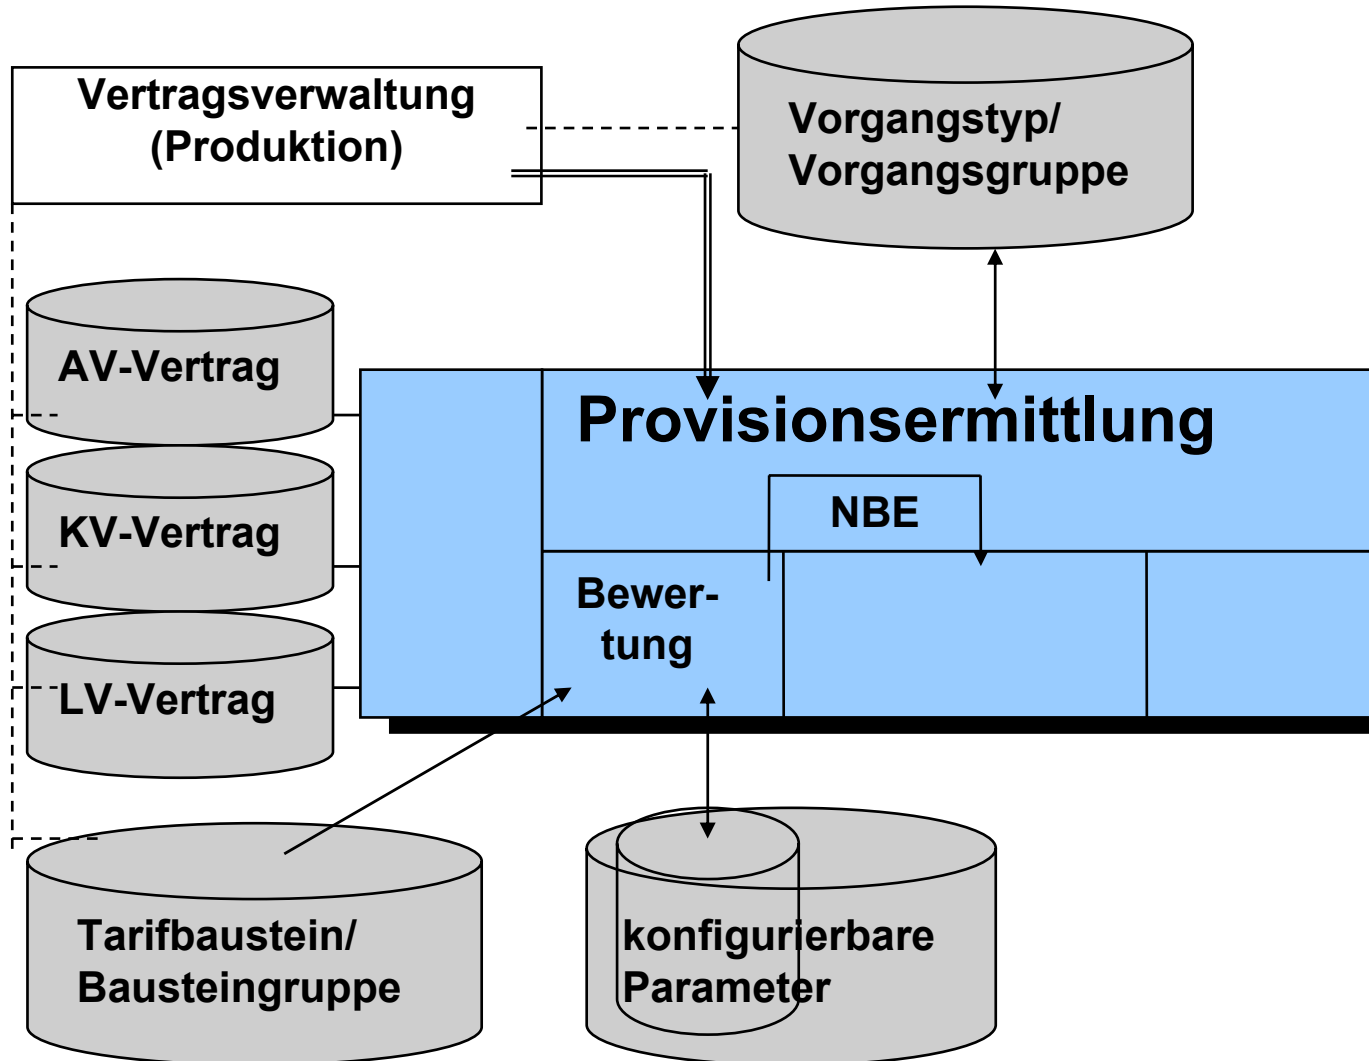 Vertragsverwaltung
(Produktion)
Vorgangstyp/
Vorgangsgruppe
AV-Vertrag
KV-Vertrag
LV-Vertrag
Provisionsermittlung
NBE
Bewer-
tung
Tarifbaustein/
Bausteingruppe
konfigurierbare
Parameter